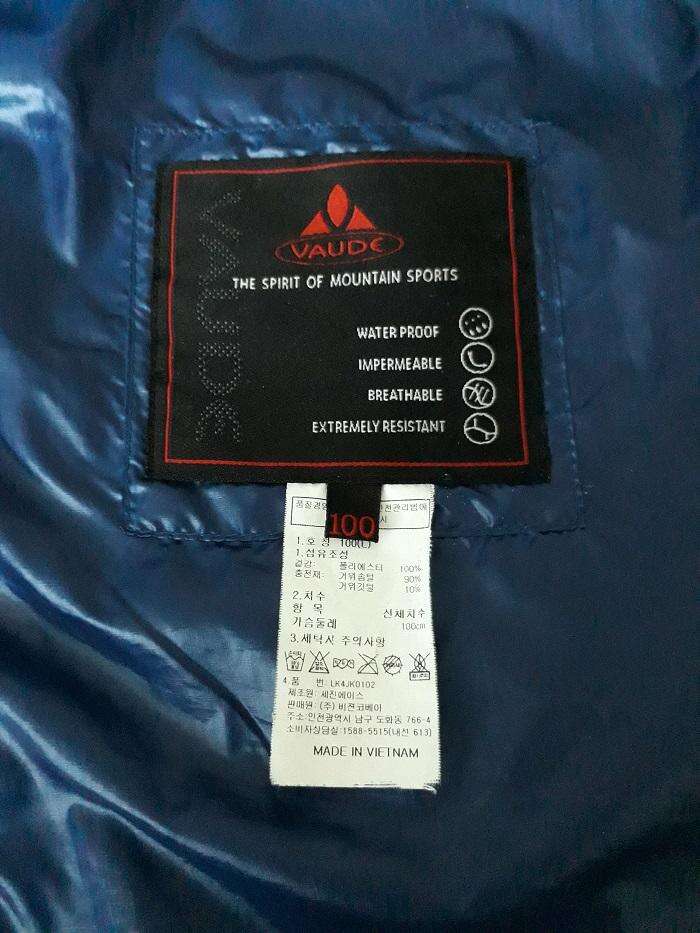 VAUDE
VAUDE
THE SPIRIT OF MOUNTAIN SPORTS
WATER PROOF
IMPERMEABLE
BREATHABLE
EXTREMELY RESISTANT
100
1.호 칭 100(L)
1.섬유조성
겉감: 폴리에스터 100%
충전재: 거위솜털 90%
거위깃털 10%
2.치수
항 목 신체치수
가슴둘레 100cm
3.세탁시 주의사항
4.품 번: LK4JK0102
제조원: 세진에이스
판매원: (주) 비젼코베아
주소:인천광역시 남구 도화동 766-4
소비자상담실:1588-5515(내선 613)
MADE IN VIETNAM